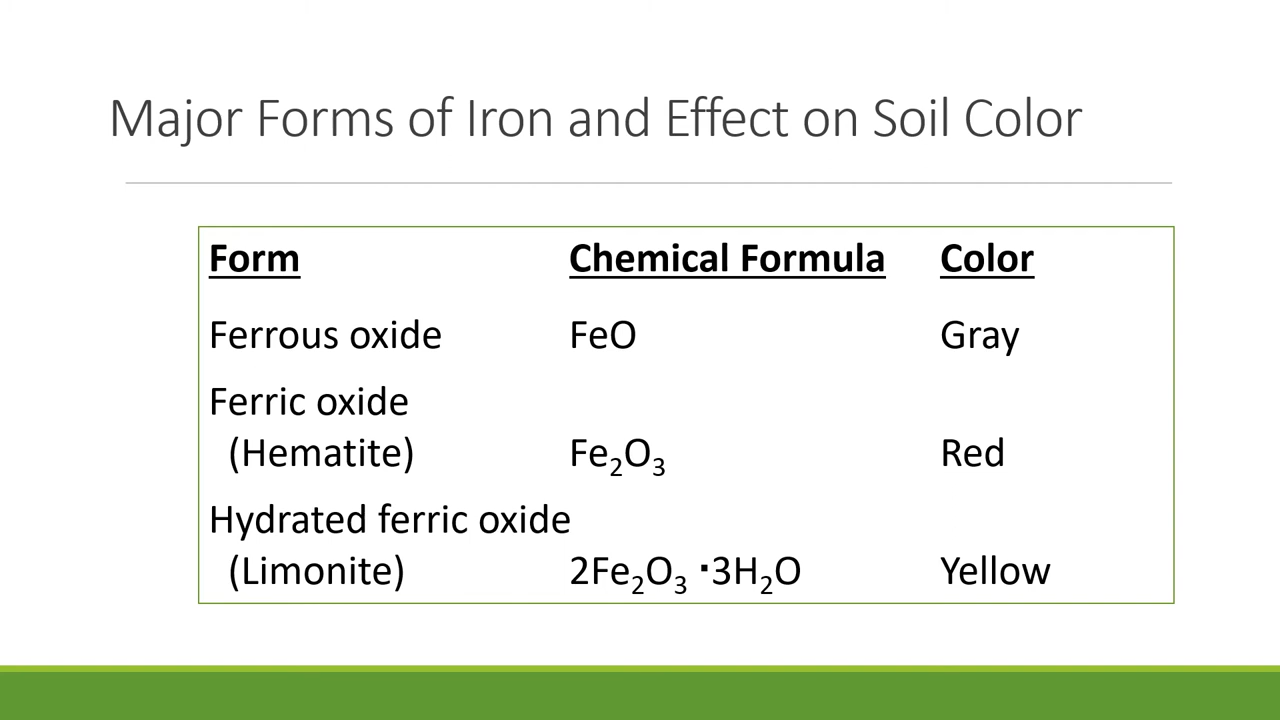 Major Forms of Iron and Effect on Soil Color
Form Chemical Formula Color
Ferrous oxide FeO Gray
Ferric oxide
(Hematite) Fe₂O₃ Red
Hydrated ferric oxide
(Limonite) 2Fe₂O₃ ·3H₂O Yellow